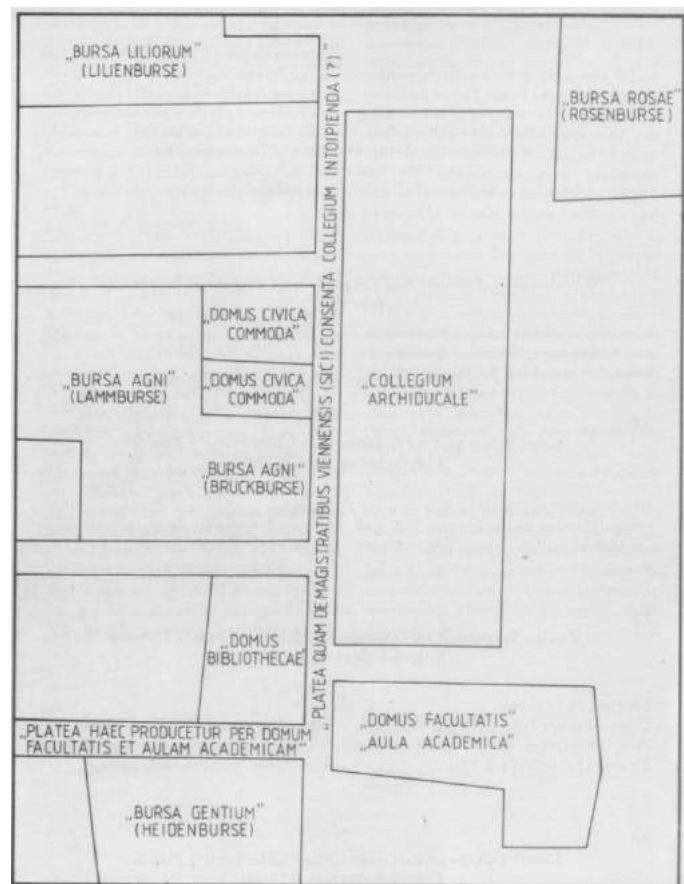 „BURSA LILIORUM"
(LILIENBURSE)
„BURSA ROSAE"
(ROSENBURSE)
„PLATEA QUAM DE MAGISTRATIBUS VIENNENSIS (SIC!) CONSENTA COLLEGIUM INTOIPIENDA (?)"
„DOMUS CIVICA
COMMODA"
„DOMUS CIVICA
COMMODA"
„BURSA AGNI"
(LAMMBURSE)
„COLLEGIUM
ARCHIDUCALE"
„BURSA AGNI"
(BRUCKBURSE)
„DOMUS
BIBLIOTHECAE"
„PLATEA HAEC PRODUCETUR PER DOMUM
FACULTATIS ET AULAM ACADEMICAM"
„DOMUS FACULTATIS"
„AULA ACADEMICA"
„BURSA GENTIUM"
(HEIDENBURSE)